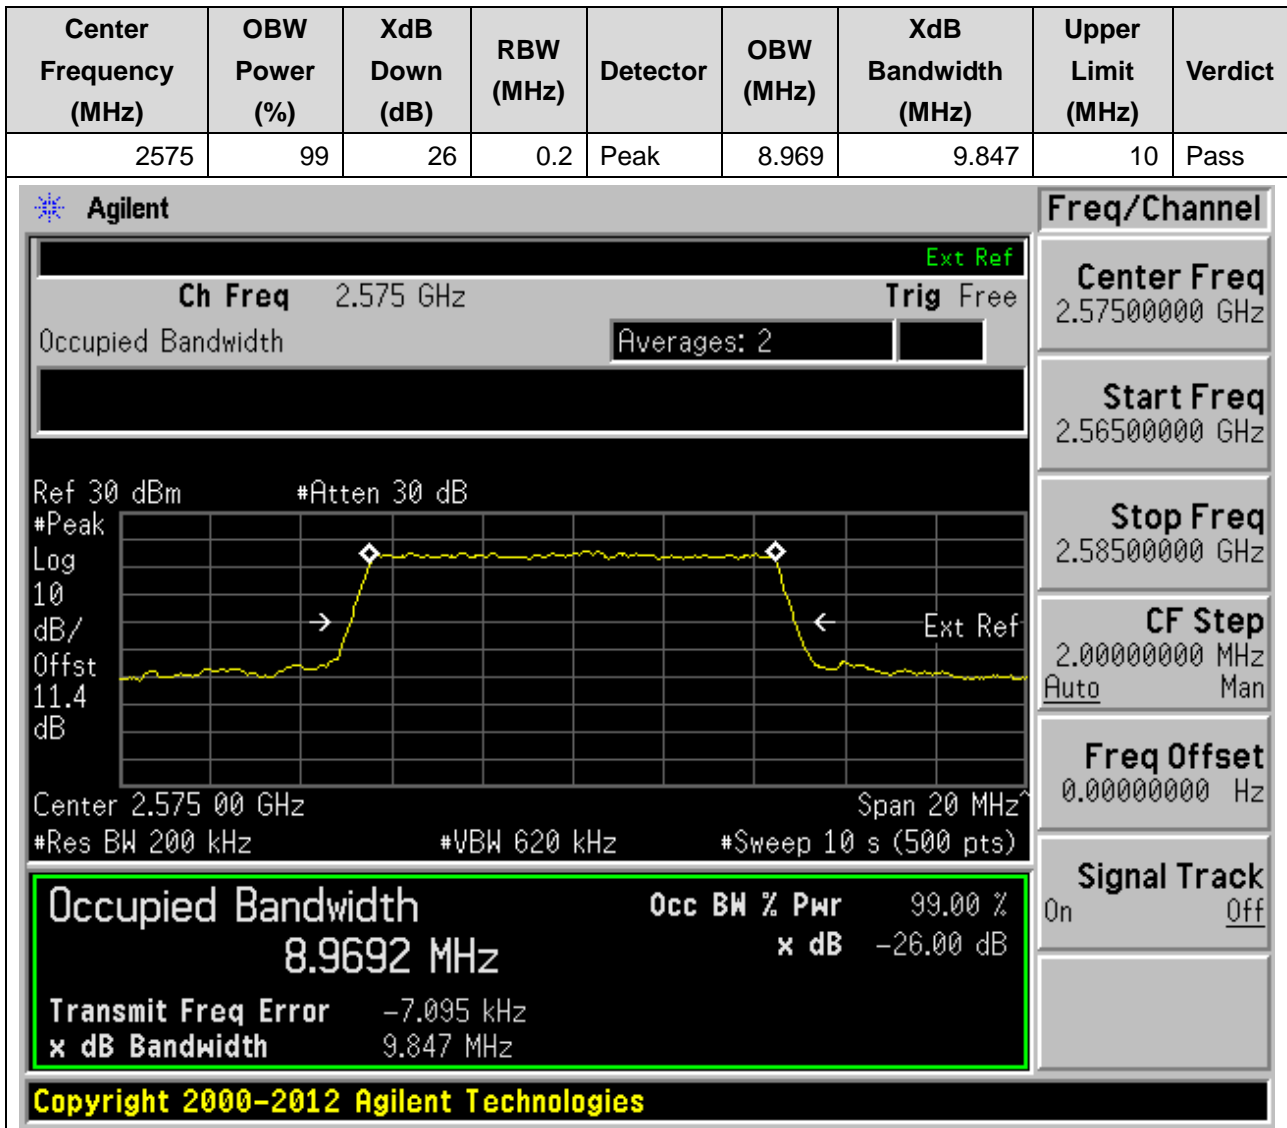 Center Frequency (MHz) OBW Power (%) XdB Down (dB) RBW (MHz) Detector OBW (MHz) XdB Bandwidth (MHz) Upper Limit (MHz) Verdict
2575 99 26 0.2 Peak 8.969 9.847 10 Pass
Agilent
Ext Ref
Ch Freq 2.575 GHz Trig Free
Occupied Bandwidth Averages: 2
Ref 30 dBm #Atten 30 dB
#Peak
Log
10
dB/
Offst
11.4
dB
Ext Ref
Center 2.575 00 GHz Span 20 MHz^
#Res BW 200 kHz #VBW 620 kHz #Sweep 10 s (500 pts)
Occupied Bandwidth Occ BW % Pwr 99.00 %
8.9692 MHz x dB -26.00 dB
Transmit Freq Error -7.095 kHz
x dB Bandwidth 9.847 MHz
Copyright 2000-2012 Agilent Technologies
Freq/Channel
Center Freq
2.57500000 GHz
Start Freq
2.56500000 GHz
Stop Freq
2.58500000 GHz
CF Step
2.00000000 MHz
Auto Man
Freq Offset
0.00000000 Hz
Signal Track
On Off